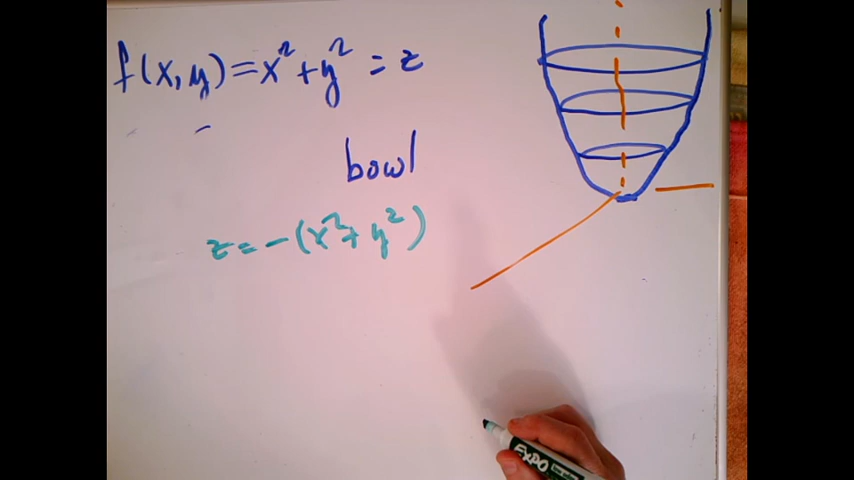 f(x,y)=x²+y²=z
bowl
z=-(x²+y²)
EXPO